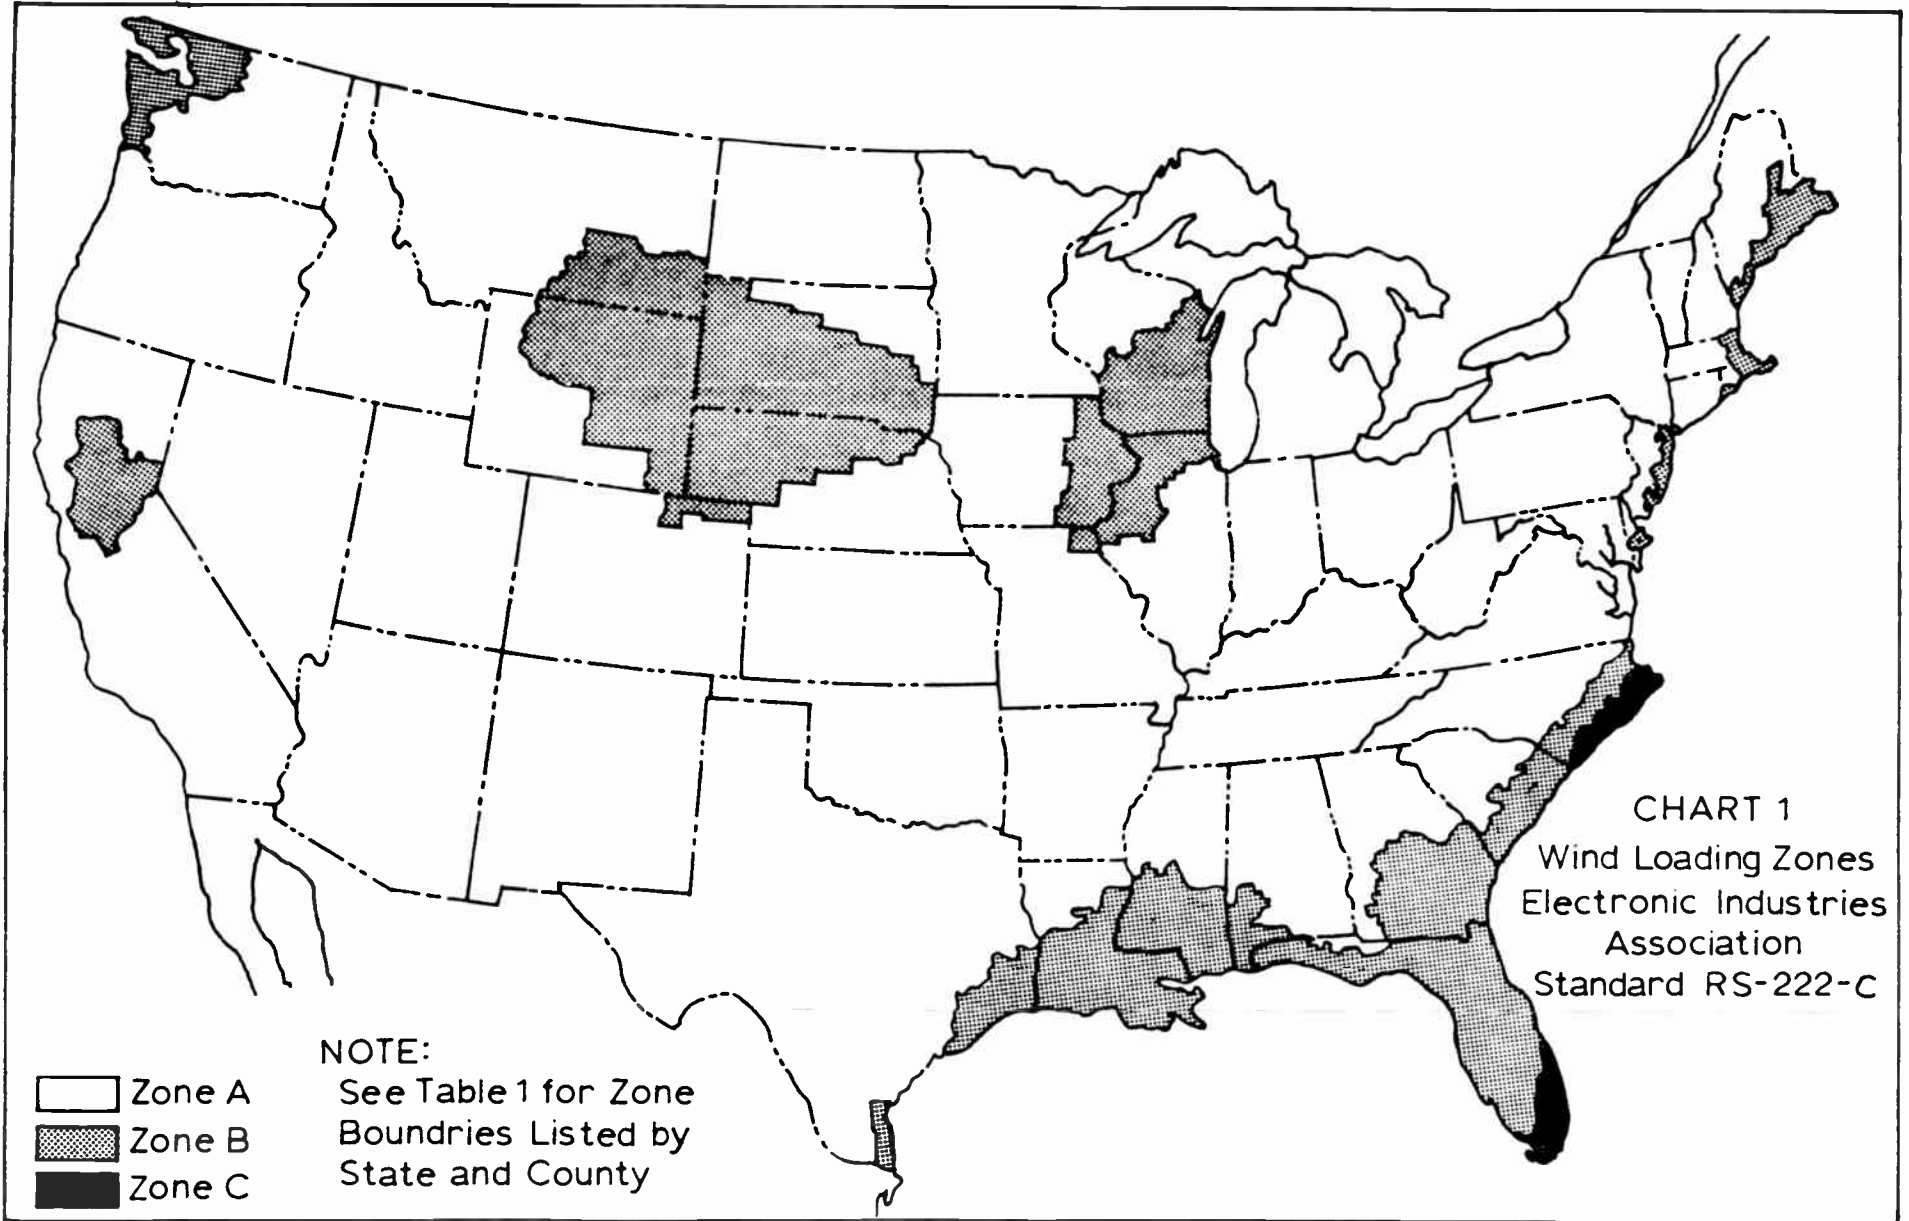 CHART 1
Wind Loading Zones
Electronic Industries
Association
Standard RS-222-C
NOTE:
See Table 1 for Zone
Boundries Listed by
State and County
Zone A
Zone B
Zone C